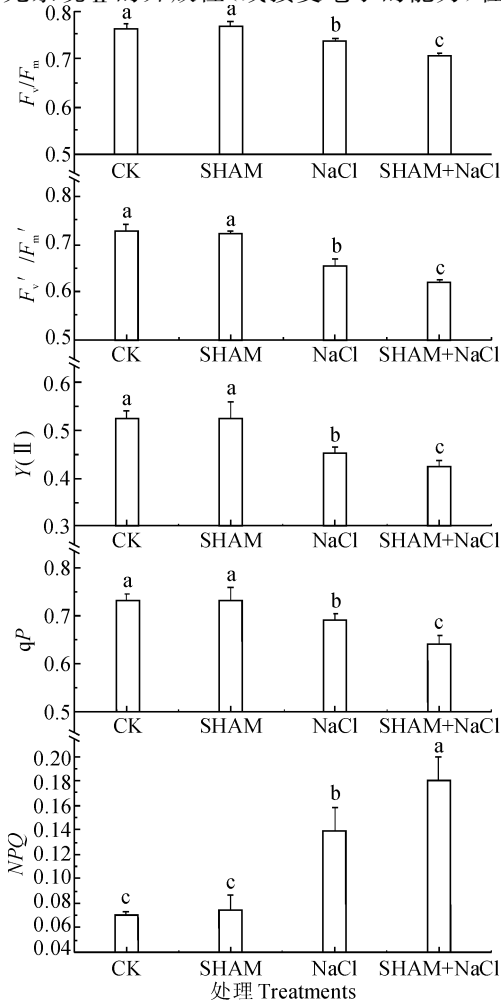 0.8
a
a
b
c
0.7
0.6
0.5
Fv/Fm
CK SHAM NaCl SHAM+NaCl
0.8
a
a
b
c
0.7
0.6
0.5
Fv′/Fm′
CK SHAM NaCl SHAM+NaCl
0.6
a
a
b
c
0.5
0.4
0.3
Y(Ⅱ)
CK SHAM NaCl SHAM+NaCl
0.8
a
a
b
c
0.7
0.6
0.5
qP
CK SHAM NaCl SHAM+NaCl
0.20
0.18
0.16
0.14
0.12
0.10
0.08
0.06
0.04
c
c
b
a
NPQ
CK SHAM NaCl SHAM+NaCl
处理 Treatments